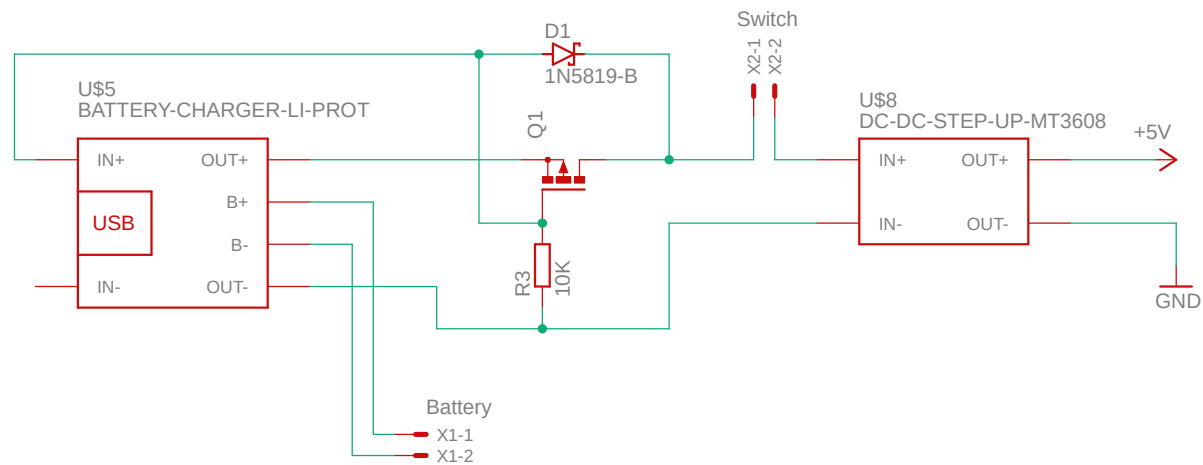 Switch
D1
X2-1
X2-2
1N5819-B
U$5
BATTERY-CHARGER-LI-PROT
Q1
U$8
DC-DC-STEP-UP-MT3608
+5V
IN+
OUT+
IN+
OUT+
B+
USB
B-
IN-
OUT-
IN-
OUT-
R3
10K
GND
Battery
X1-1
X1-2